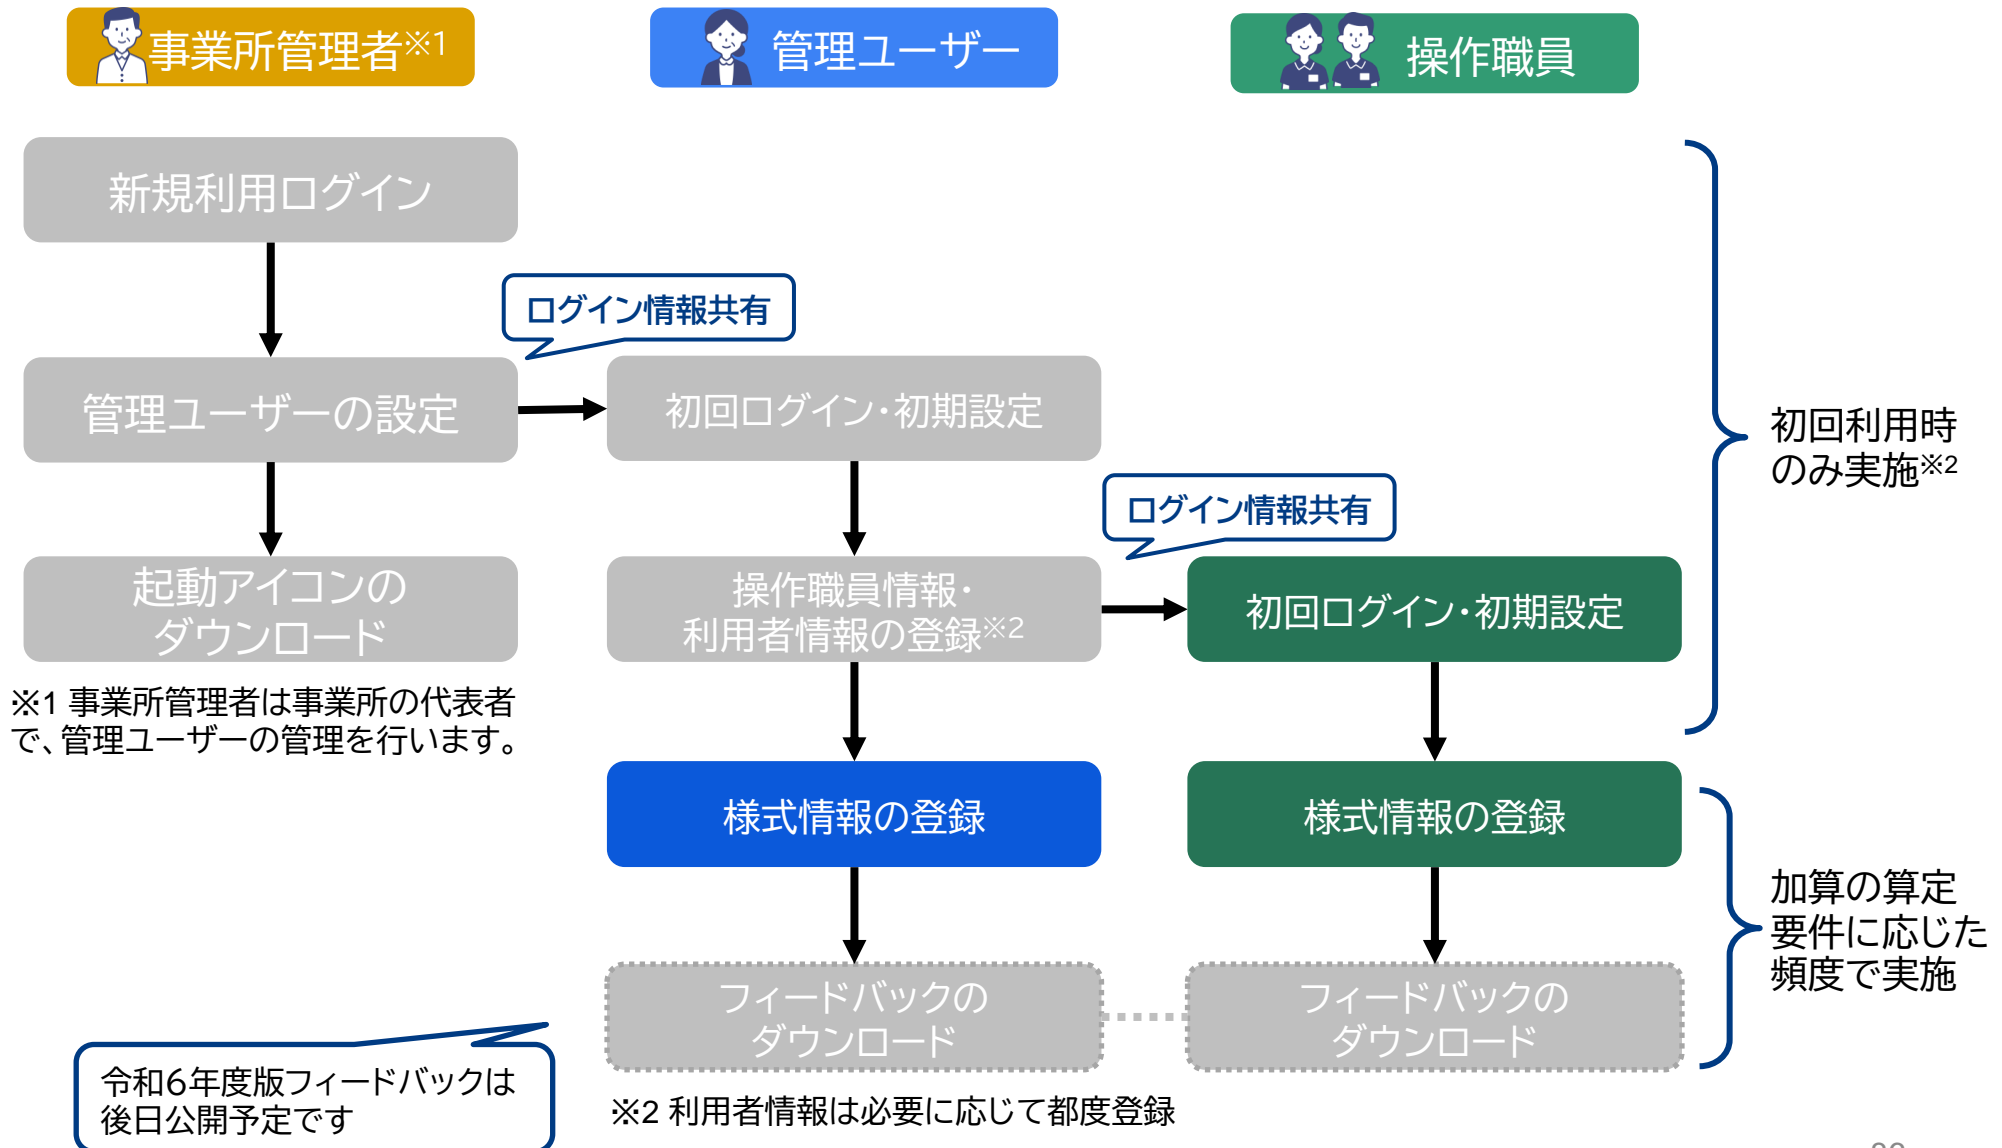 事業所管理者※1
管理ユーザー
操作職員
新規利用ログイン
ログイン情報共有
管理ユーザーの設定
初回ログイン・初期設定
初回利用時
のみ実施※2
ログイン情報共有
起動アイコンの
ダウンロード
操作職員情報・
利用者情報の登録※2
初回ログイン・初期設定
※1 事業所管理者は事業所の代表者
で、管理ユーザーの管理を行います。
様式情報の登録
様式情報の登録
加算の算定
要件に応じた
頻度で実施
フィードバックの
ダウンロード
フィードバックの
ダウンロード
令和6年度版フィードバックは
後日公開予定です
※2 利用者情報は必要に応じて都度登録